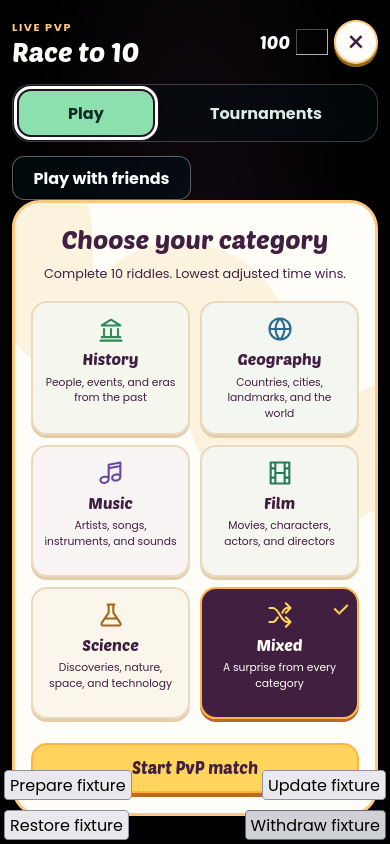 LIVE PVP
Race to 10
100
Play
Tournaments
Play with friends
Choose your category
Complete 10 riddles. Lowest adjusted time wins.
History
People, events, and eras
from the past
Geography
Countries, cities,
landmarks, and the
world
Music
Artists, songs,
instruments, and sounds
Film
Movies, characters,
actors, and directors
Science
Discoveries, nature,
space, and technology
Mixed
A surprise from every
category
Start PvP match
Prepare fixture
Update fixture
Restore fixture
Withdraw fixture